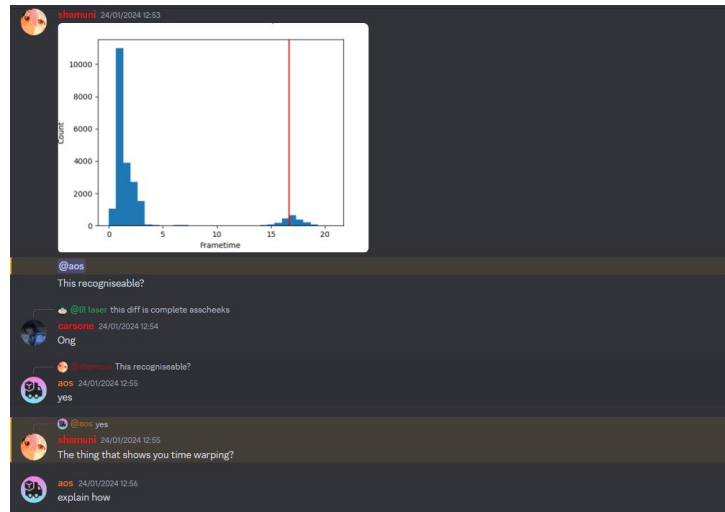 shemuni 24/01/2024 12:53
10000
8000
6000
4000
2000
0
Count
0 5 10 15 20
Frametime
@aos
This recogniseable?
@lil laser this diff is complete asscheeks
carsone 24/01/2024 12:54
Ong
@shemuni This recogniseable?
aos 24/01/2024 12:55
yes
@aos yes
shemuni 24/01/2024 12:55
The thing that shows you time warping?
aos 24/01/2024 12:56
explain how